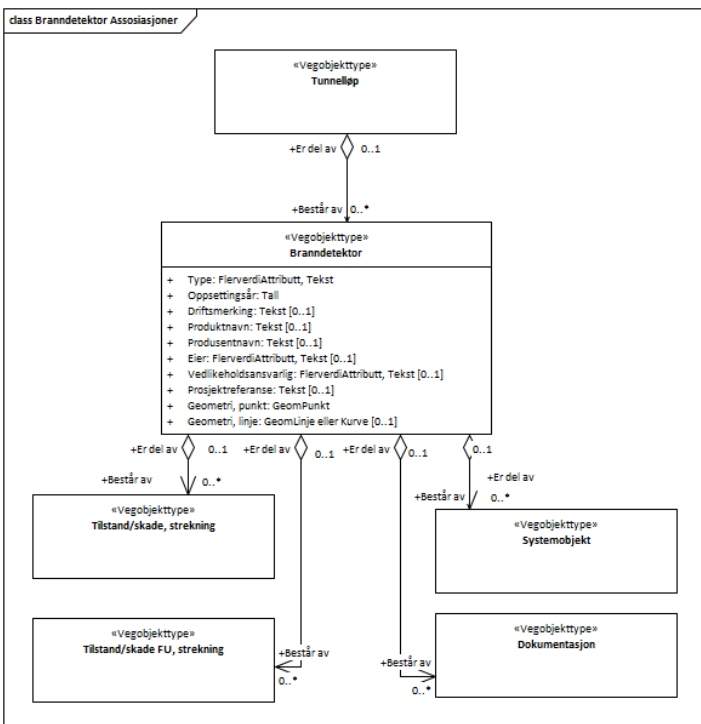 class Branndetektor Assosiasjoner
«Vegobjekttype»
Tunnelløp
+Er del av 0..1
+Består av 0..*
«Vegobjekttype»
Branndetektor
+ Type: FlerverdiAttributt, Tekst
+ Oppsettingsår: Tall
+ Driftsmerking: Tekst [0..1]
+ Produktnavn: Tekst [0..1]
+ Produsentnavn: Tekst [0..1]
+ Eier: FlerverdiAttributt, Tekst [0..1]
+ Vedlikeholdsansvarlig: FlerverdiAttributt, Tekst [0..1]
+ Prosjektreferanse: Tekst [0..1]
+ Geometri, punkt: GeomPunkt
+ Geometri, linje: GeomLinje eller Kurve [0..1]
+Er del av 0..1 +Er del av 0..1 +Er del av 0..1 0..1
+Er del av
+Består av 0..*
+Består av 0..*
«Vegobjekttype»
Tilstand/skade, strekning
«Vegobjekttype»
Systemobjekt
«Vegobjekttype»
Tilstand/skade FU, strekning
«Vegobjekttype»
Dokumentasjon
+Består av
0..*
+Består av
0..*